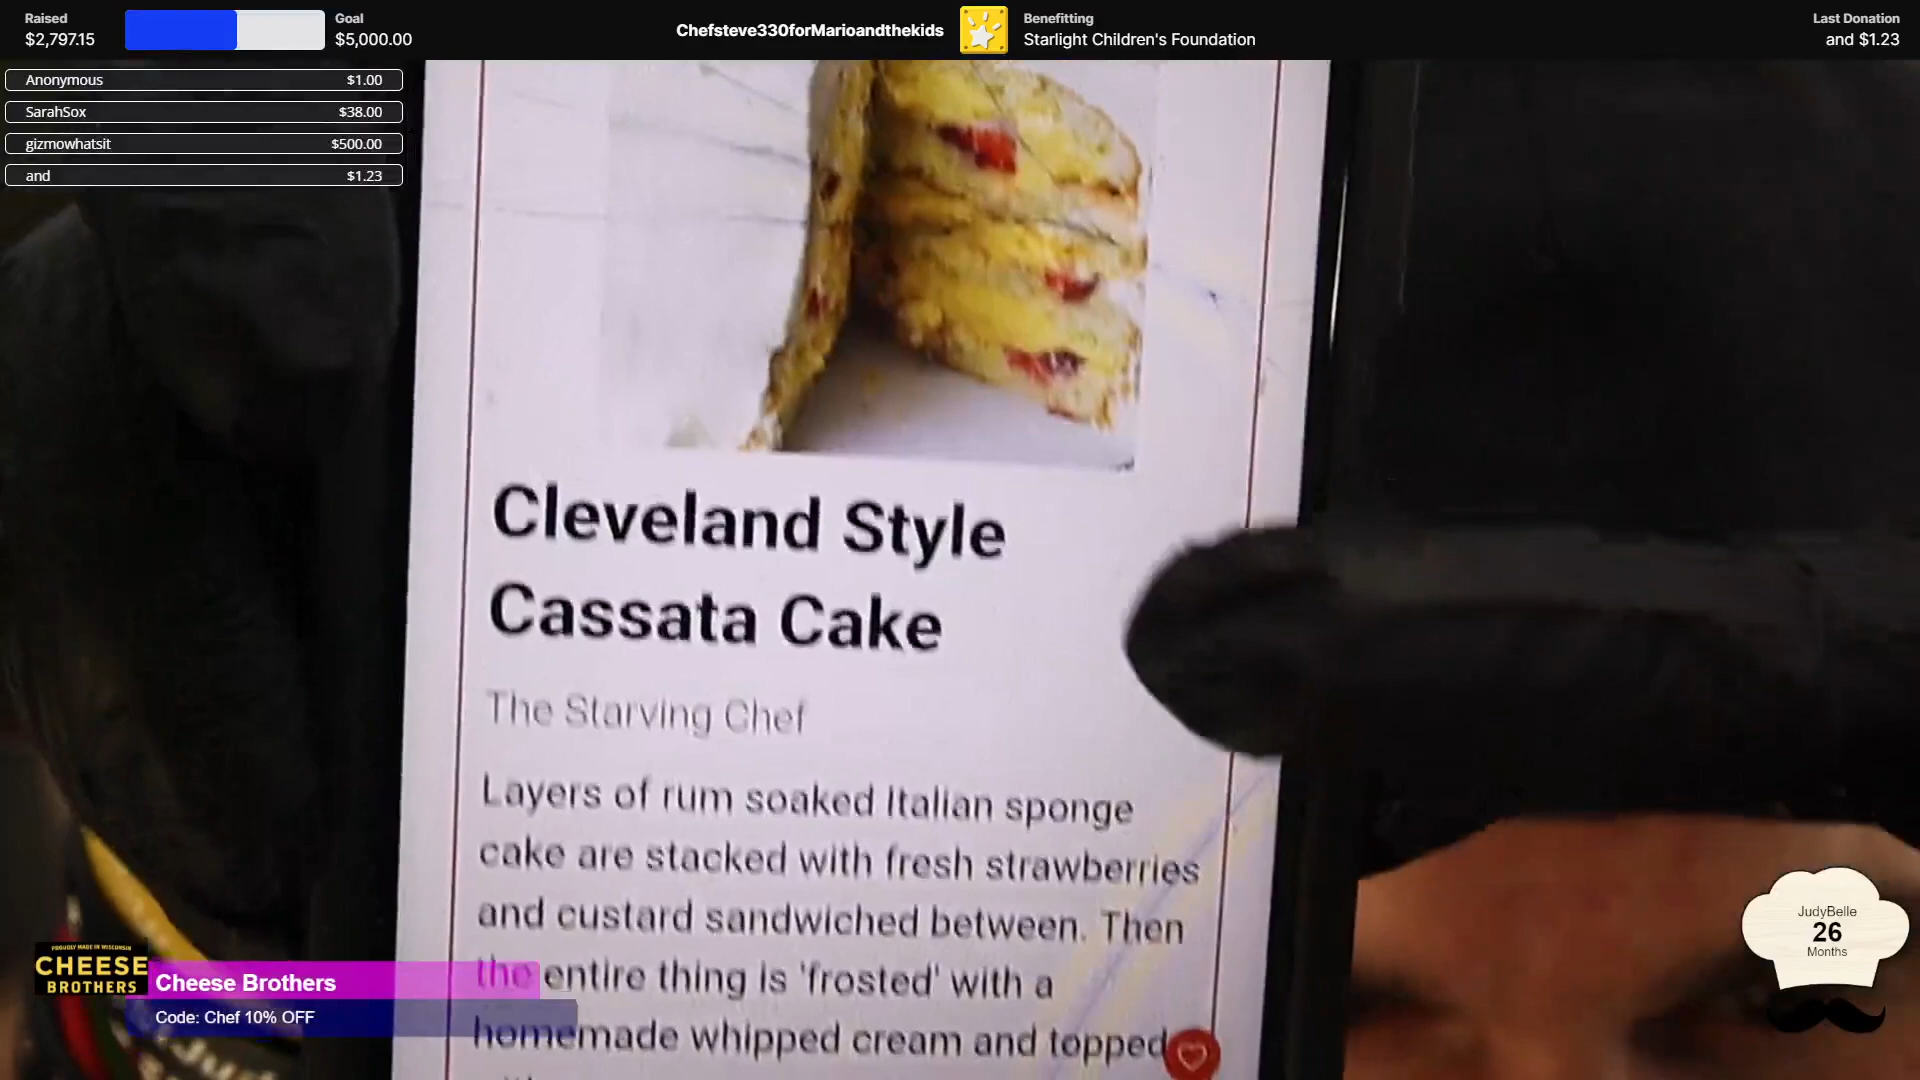 Raised
$2,797.15
Goal
$5,000.00
Chefsteve330forMarioandthekids
Benefitting
Starlight Children's Foundation
Last Donation
and $1.23
Anonymous $1.00
SarahSox $38.00
gizmowhatsit $500.00
and $1.23
Cleveland Style
Cassata Cake
The Starving Chef
Layers of rum soaked Italian sponge
cake are stacked with fresh strawberries
and custard sandwiched between. Then
the entire thing is 'frosted' with a
homemade whipped cream and topped
PROUDLY MADE IN WISCONSIN
CHEESE
BROTHERS
Cheese Brothers
Code: Chef 10% OFF
JudyBelle
26
Months